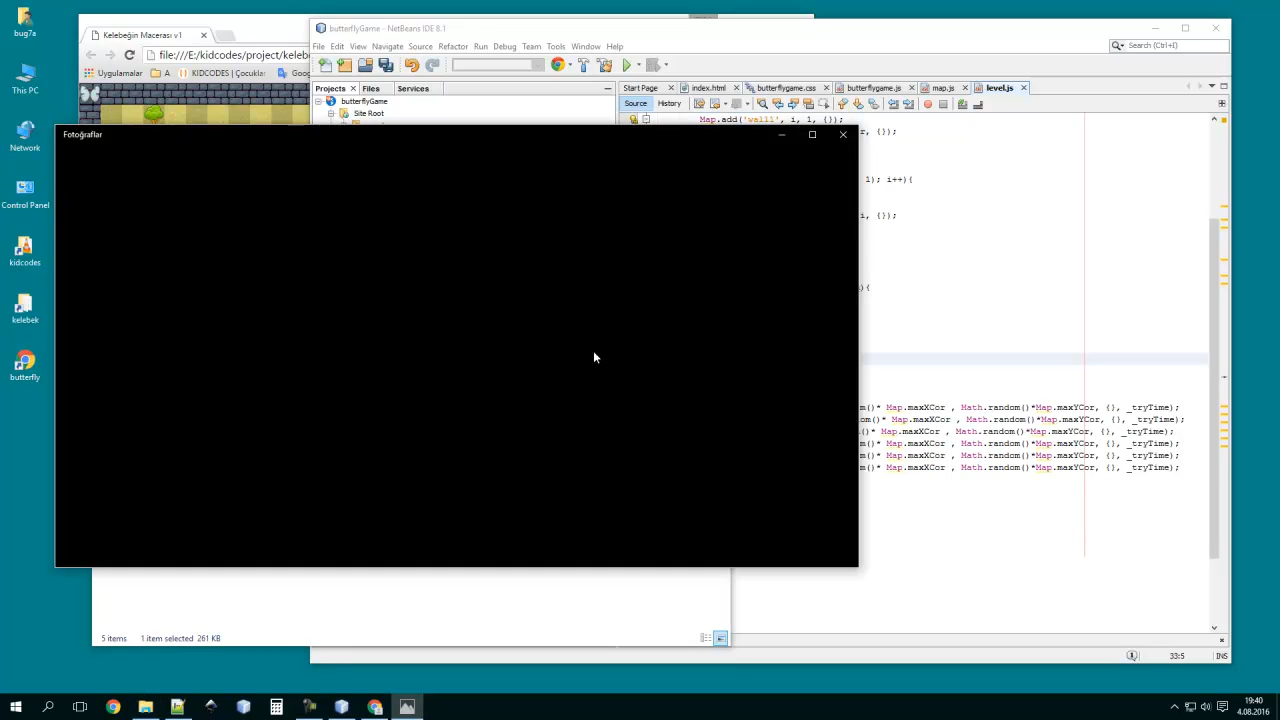 bug7a
This PC
Network
Control Panel
kidcodes
kelebek
butterfly
Kelebeğin Macerası v1
file:///E:/kidcodes/project/keleb
Uygulamalar
A
KIDCODES | Çocuklar
Goog
butterflyGame - NetBeans IDE 8.1
File Edit View Navigate Source Refactor Run Debug Team Tools Window Help
Search (Ctrl+I)
Projects Files Services
butterflyGame
Site Root
Start Page index.html butterflygame.css butterflygame.js map.js level.js
Source History
Map.add('wall1', i, 1, {});
r, {});
1); i++){
i, {});
){
Fotoğraflar
m()* Map.maxXCor , Math.random()*Map.maxYCor, {}, _tryTime);
om()* Map.maxXCor , Math.random()*Map.maxYCor, {}, _tryTime);
()* Map.maxXCor , Math.random()*Map.maxYCor, {}, _tryTime);
m()* Map.maxXCor , Math.random()*Map.maxYCor, {}, _tryTime);
m()* Map.maxXCor , Math.random()*Map.maxYCor, {}, _tryTime);
m()* Map.maxXCor , Math.random()*Map.maxYCor, {}, _tryTime);
5 items 1 item selected 261 KB
33:5 INS
19:40
4.08.2016